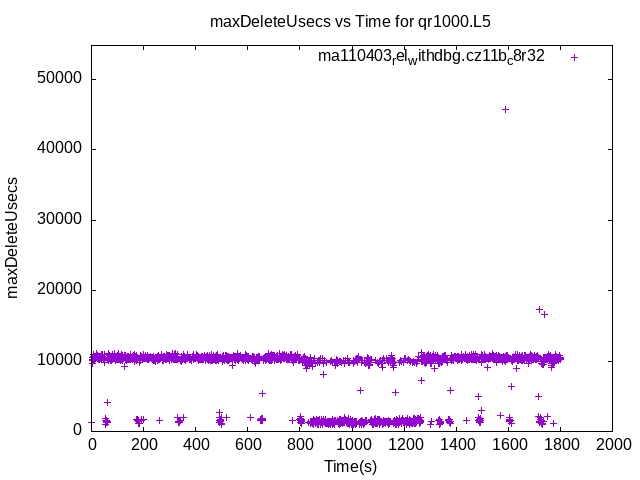 maxDeleteUsecs vs Time for qr1000.L5
ma110403relwithdbg.cz11bc8r32
maxDeleteUsecs
50000
40000
30000
20000
10000
0
0 200 400 600 800 1000 1200 1400 1600 1800 2000
Time(s)